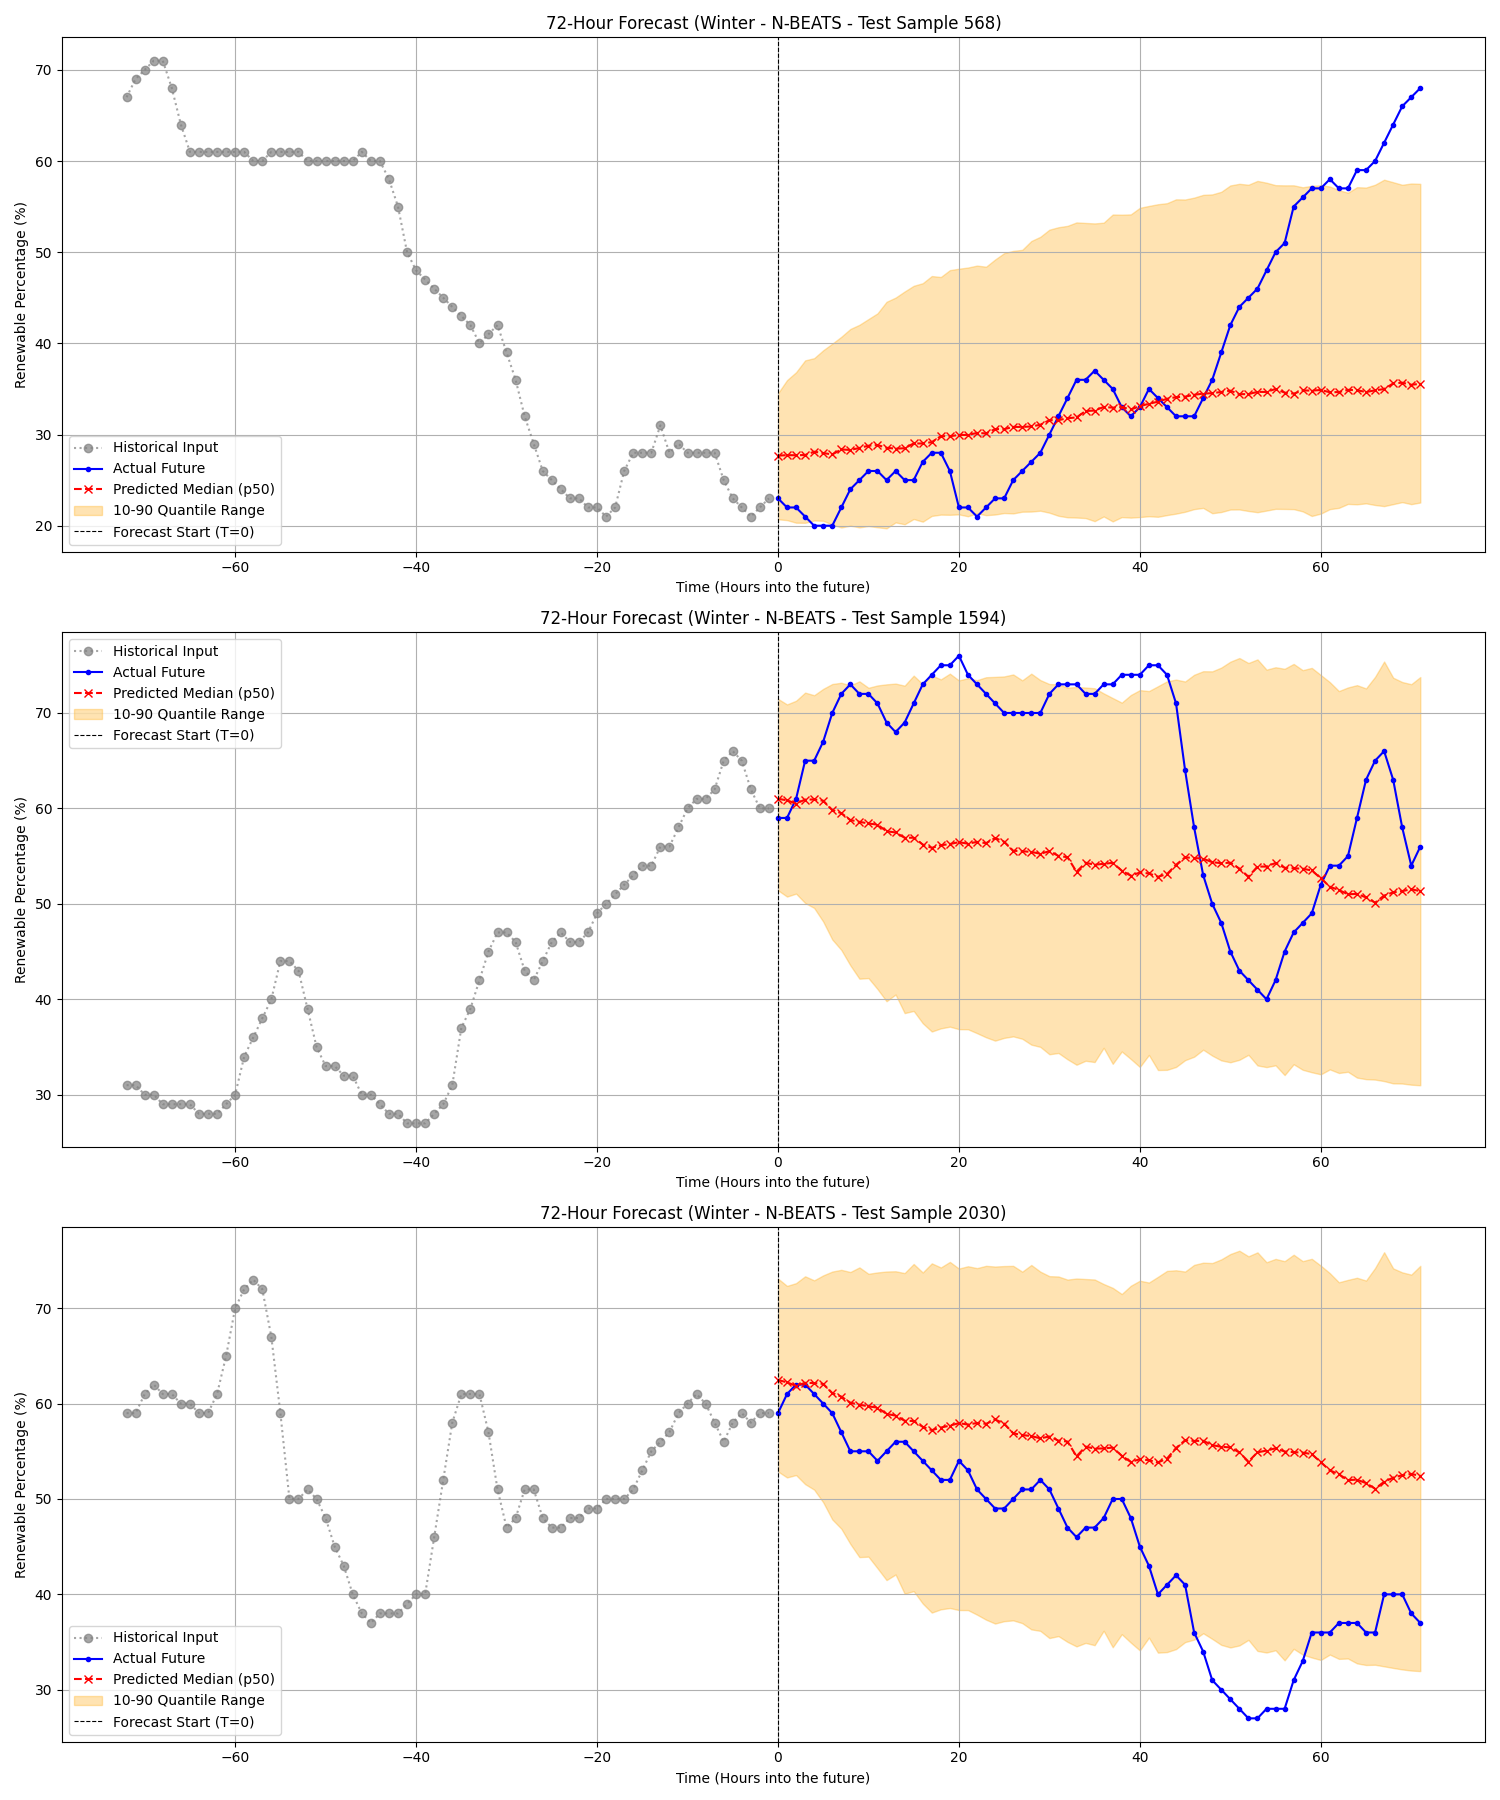 72-Hour Forecast (Winter - N-BEATS - Test Sample 568)
Renewable Percentage (%)
70
60
50
40
30
20
Historical Input
Actual Future
Predicted Median (p50)
10-90 Quantile Range
Forecast Start (T=0)
−60 −40 −20 0 20 40 60
Time (Hours into the future)
72-Hour Forecast (Winter - N-BEATS - Test Sample 1594)
Renewable Percentage (%)
70
60
50
40
30
Historical Input
Actual Future
Predicted Median (p50)
10-90 Quantile Range
Forecast Start (T=0)
−60 −40 −20 0 20 40 60
Time (Hours into the future)
72-Hour Forecast (Winter - N-BEATS - Test Sample 2030)
Renewable Percentage (%)
70
60
50
40
30
Historical Input
Actual Future
Predicted Median (p50)
10-90 Quantile Range
Forecast Start (T=0)
−60 −40 −20 0 20 40 60
Time (Hours into the future)